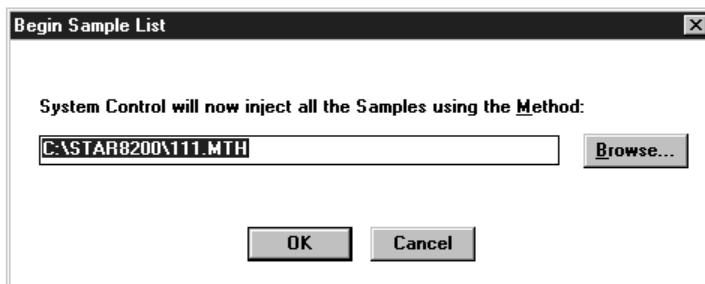 Begin Sample List
System Control will now inject all the Samples using the Method:
C:\STAR8200\111.MTH
Browse...
OK Cancel